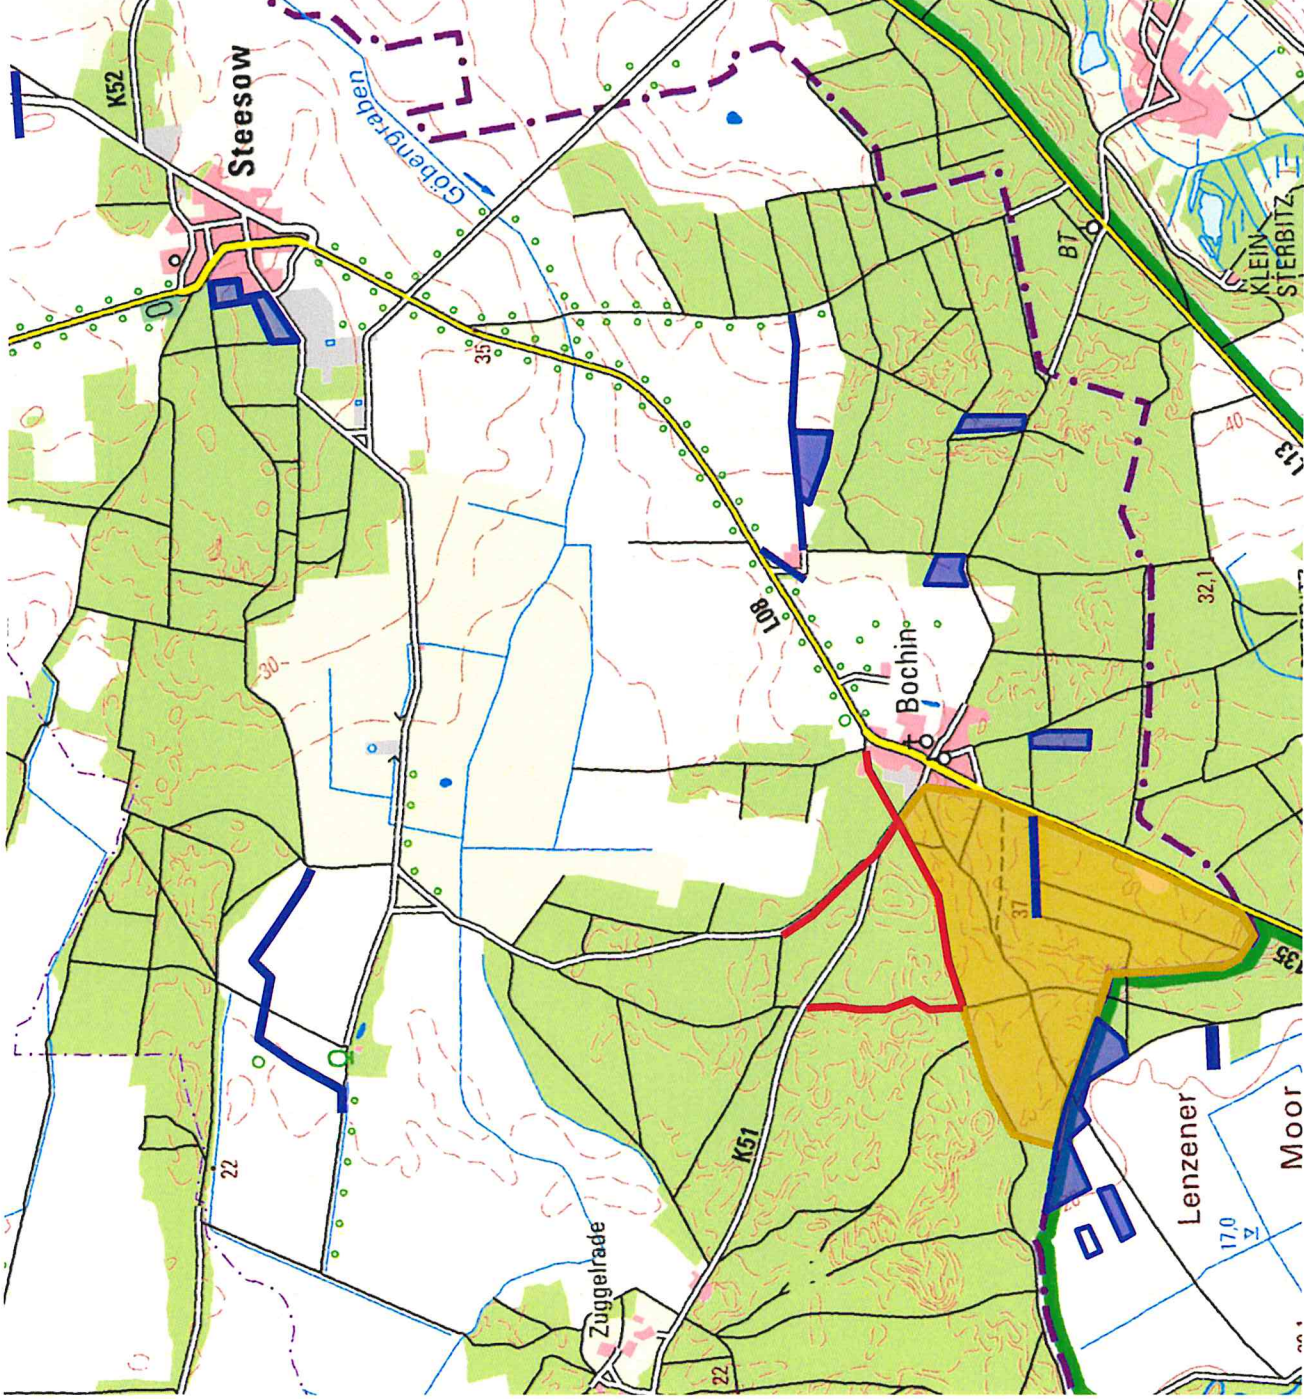 K52
Steesow
Göbengraben
BT
KLEIN
STERBITZ
35
40
L13
30
L08
32,1
Bochin
37
135
22
K51
Lenzener
Moor
17,0
Zuggelrade
22